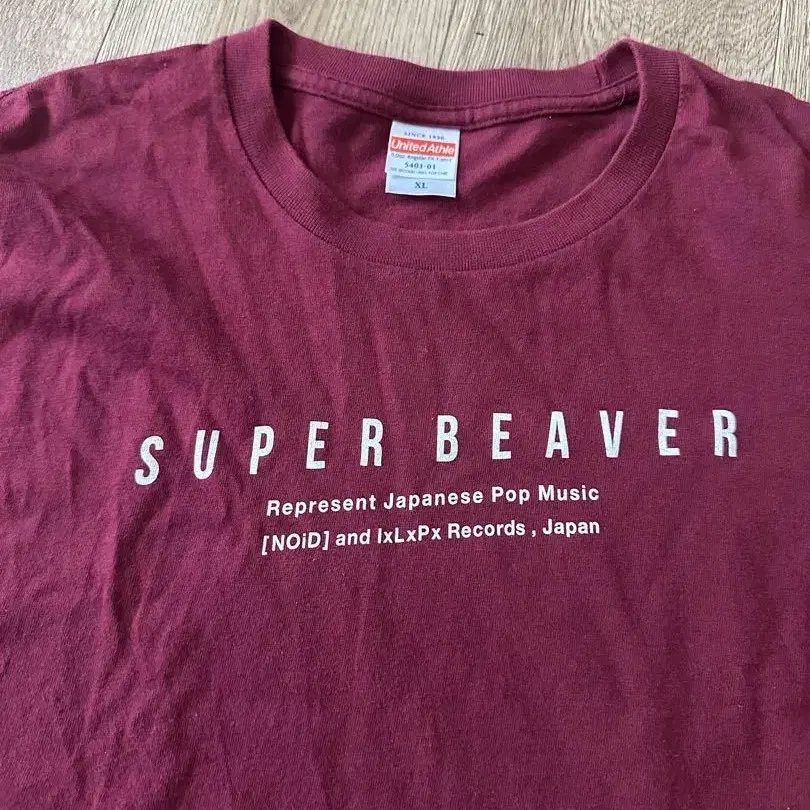 SINCE 1990
United Athle
5401-01
XL
SUPER BEAVER
Represent Japanese Pop Music
[NOiD] and IxLxPx Records , Japan